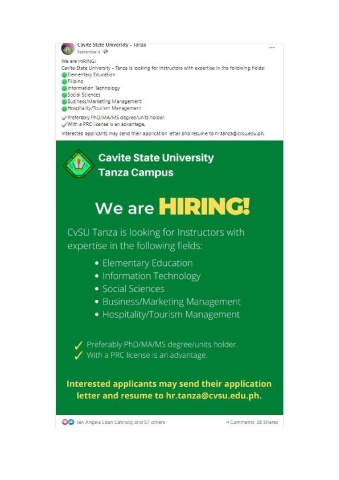 Cavite State University - Tanza
September 4 ·
We are HIRING!
Cavite State University - Tanza is looking for Instructors with expertise in the following fields!
Elementary Education
Filipino
Information Technology
Social Sciences
Business/Marketing Management
Hospitality/Tourism Management
Preferably PhD/MA/MS degree/units holder.
With a PRC license is an advantage.
Interested applicants may send their application letter and resume to hr.tanza@cvsu.edu.ph.
Cavite State University
Tanza Campus
We are HIRING!
CvSU Tanza is looking for Instructors with
expertise in the following fields:
• Elementary Education
• Information Technology
• Social Sciences
• Business/Marketing Management
• Hospitality/Tourism Management
✓ Preferably PhD/MA/MS degree/units holder.
✓ With a PRC license is an advantage.
Interested applicants may send their application
letter and resume to hr.tanza@cvsu.edu.ph.
Jan Angela Loan Catindig and 57 others
4 Comments 28 Shares